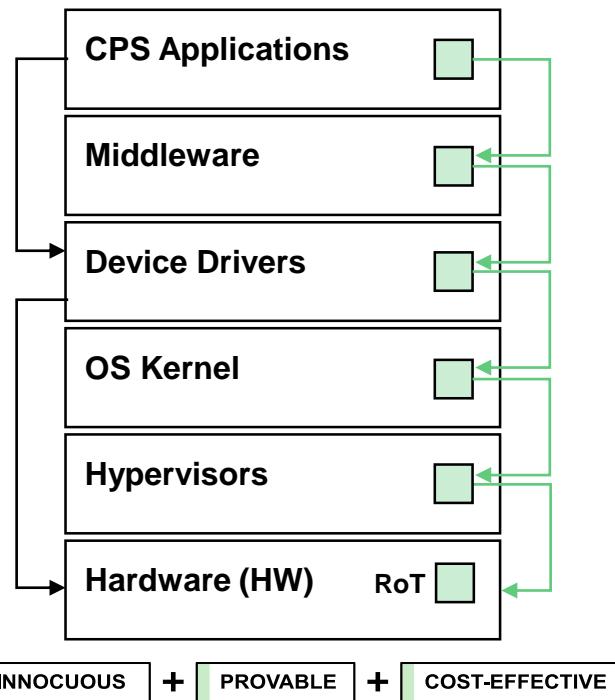 CPS Applications
Middleware
Device Drivers
OS Kernel
Hypervisors
Hardware (HW) RoT
INNOCUOUS + PROVABLE + COST-EFFECTIVE